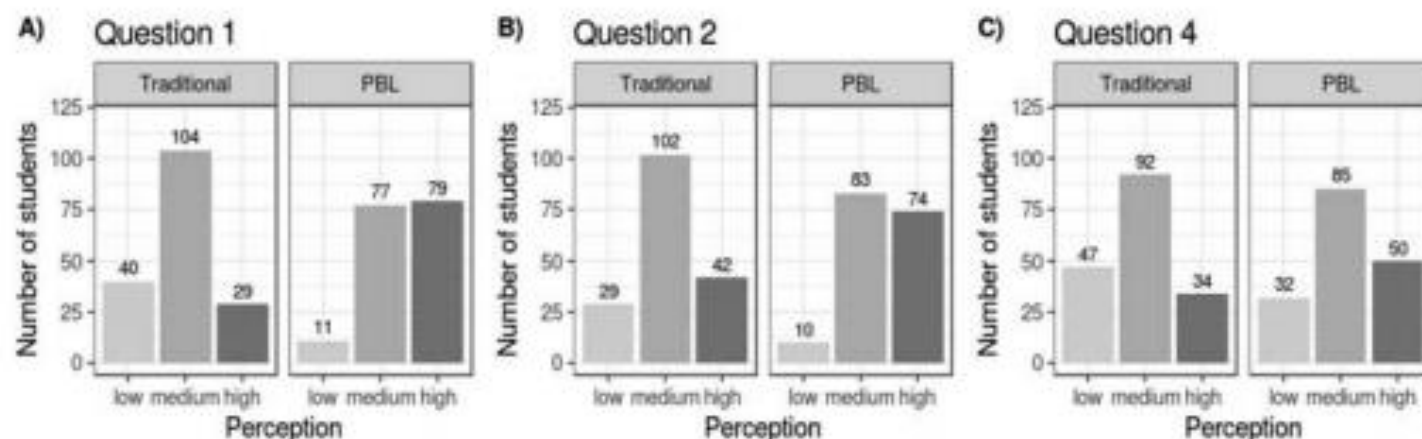 A) Question 1
Traditional PBL
Number of students
125
100
75
50
25
0
40
104
29
11
77
79
low medium high low medium high
Perception
B) Question 2
Traditional PBL
Number of students
125
100
75
50
25
0
29
102
42
10
83
74
low medium high low medium high
Perception
C) Question 4
Traditional PBL
Number of students
125
100
75
50
25
0
47
92
34
32
85
50
low medium high low medium high
Perception